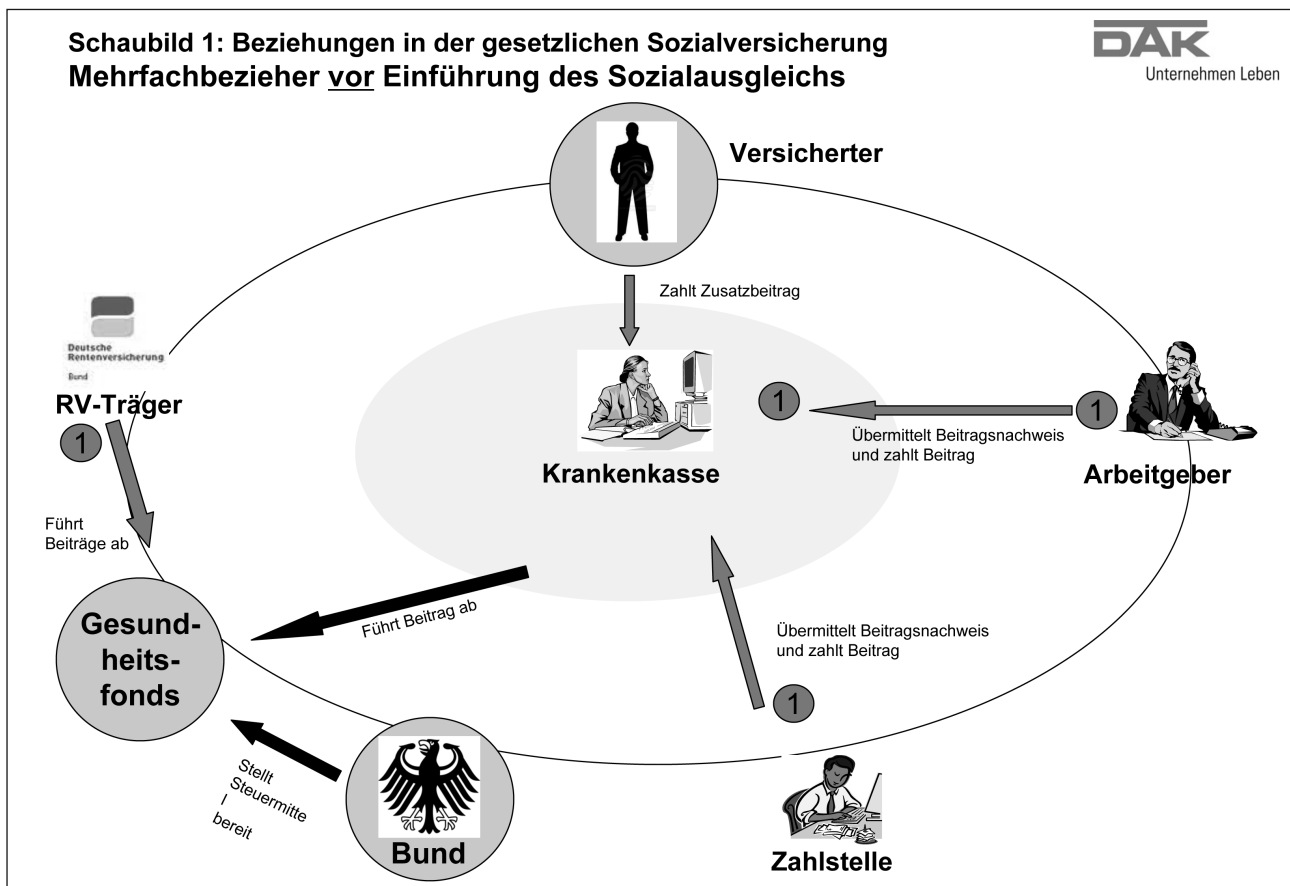 Schaubild 1: Beziehungen in der gesetzlichen Sozialversicherung
Mehrfachbezieher vor Einführung des Sozialausgleichs
DAK
Unternehmen Leben
Versicherter
Zahlt Zusatzbeitrag
Deutsche
Rentenversicherung
Bund
RV-Träger
1
Führt
Beiträge ab
Krankenkasse
1
1
Übermittelt Beitragsnachweis
und zahlt Beitrag
Arbeitgeber
Gesund-
heits-
fonds
Führt Beitrag ab
Übermittelt Beitragsnachweis
und zahlt Beitrag
1
Stellt
Steuermitte
l
bereit
Bund
Zahlstelle